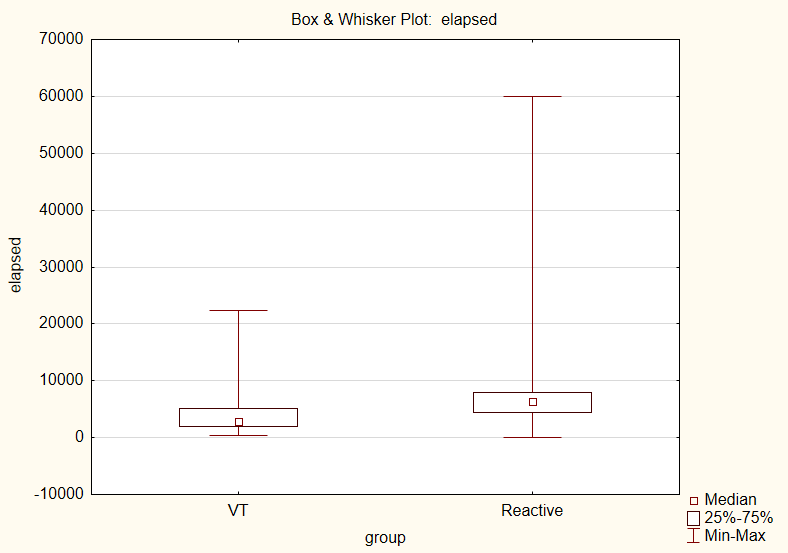 Box & Whisker Plot: elapsed
70000
60000
50000
40000
30000
20000
10000
0
-10000
elapsed
VT Reactive
group
Median
25%-75%
Min-Max